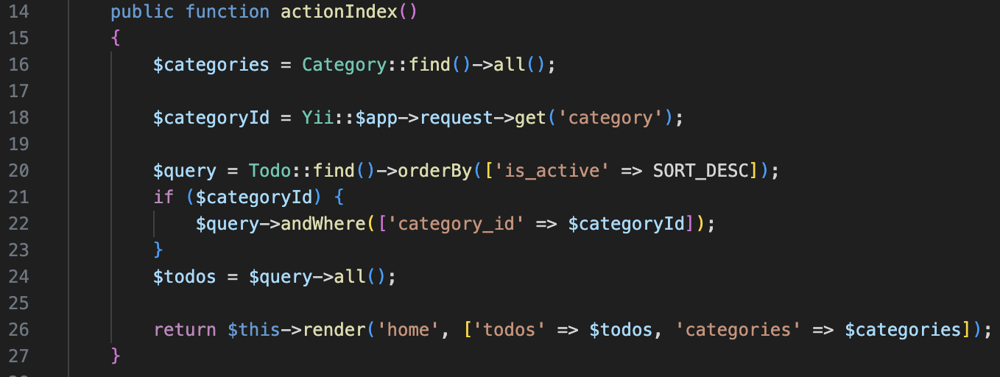 14 public function actionIndex()
15 {
16 $categories = Category::find()->all();
17
18 $categoryId = Yii::$app->request->get('category');
19
20 $query = Todo::find()->orderBy(['is_active' => SORT_DESC]);
21 if ($categoryId) {
22 $query->andWhere(['category_id' => $categoryId]);
23 }
24 $todos = $query->all();
25
26 return $this->render('home', ['todos' => $todos, 'categories' => $categories]);
27 }